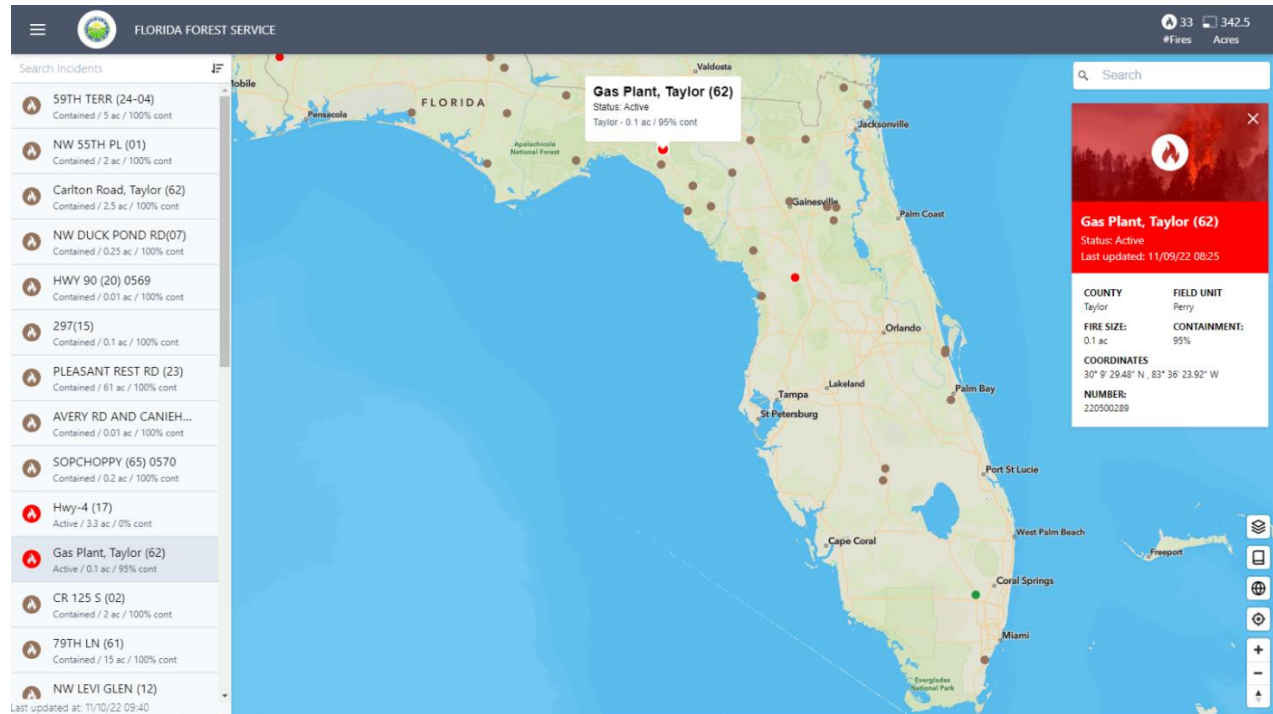 FLORIDA FOREST SERVICE
33
342.5
#Fires
Acres
Search Incidents
59TH TERR (24-04)
Contained / 5 ac / 100% cont
NW 55TH PL (01)
Contained / 2 ac / 100% cont
Carlton Road, Taylor (62)
Contained / 2.5 ac / 100% cont
NW DUCK POND RD(07)
Contained / 0.25 ac / 100% cont
HWY 90 (20) 0569
Contained / 0.01 ac / 100% cont
297(15)
Contained / 0.1 ac / 100% cont
PLEASANT REST RD (23)
Contained / 61 ac / 100% cont
AVERY RD AND CANIEH...
Contained / 0.01 ac / 100% cont
SOPCHOPPY (65) 0570
Contained / 0.2 ac / 100% cont
Hwy-4 (17)
Active / 3.3 ac / 0% cont
Gas Plant, Taylor (62)
Active / 0.1 ac / 95% cont
CR 125 S (02)
Contained / 2 ac / 100% cont
79TH LN (61)
Contained / 15 ac / 100% cont
NW LEVI GLEN (12)
Last updated at: 11/10/22 09:40
Mobile
Pensacola
FLORIDA
Valdosta
Gas Plant, Taylor (62)
Status: Active
Taylor - 0.1 ac / 95% cont
Apalachicola
National Forest
Jacksonville
Gainesville
Palm Coast
Orlando
Lakeland
Tampa
St Petersburg
Palm Bay
Port St Lucie
Cape Coral
West Palm Beach
Freeport
Coral Springs
Miami
Everglades
National Park
Search
Gas Plant, Taylor (62)
Status: Active
Last updated: 11/09/22 08:25
COUNTY
Taylor
FIELD UNIT
Perry
FIRE SIZE:
0.1 ac
CONTAINMENT:
95%
COORDINATES
30° 9' 29.48" N , 83° 36' 23.92" W
NUMBER:
220500289